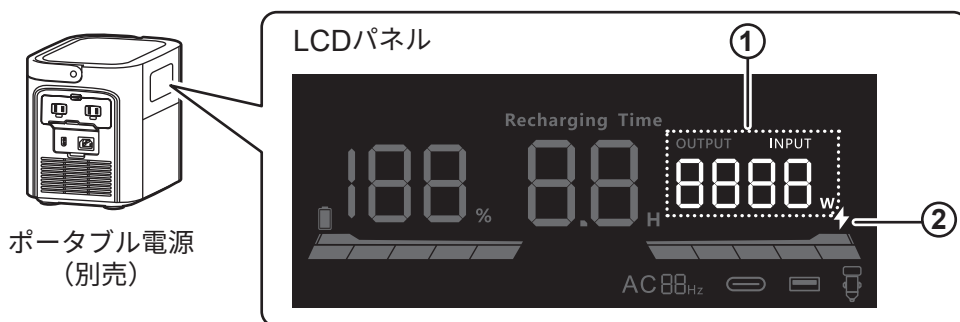 LCDパネル
①
Recharging Time
OUTPUT INPUT
188 % 8.8 H 8888 W
②
ポータブル電源
（別売）
AC 88 Hz